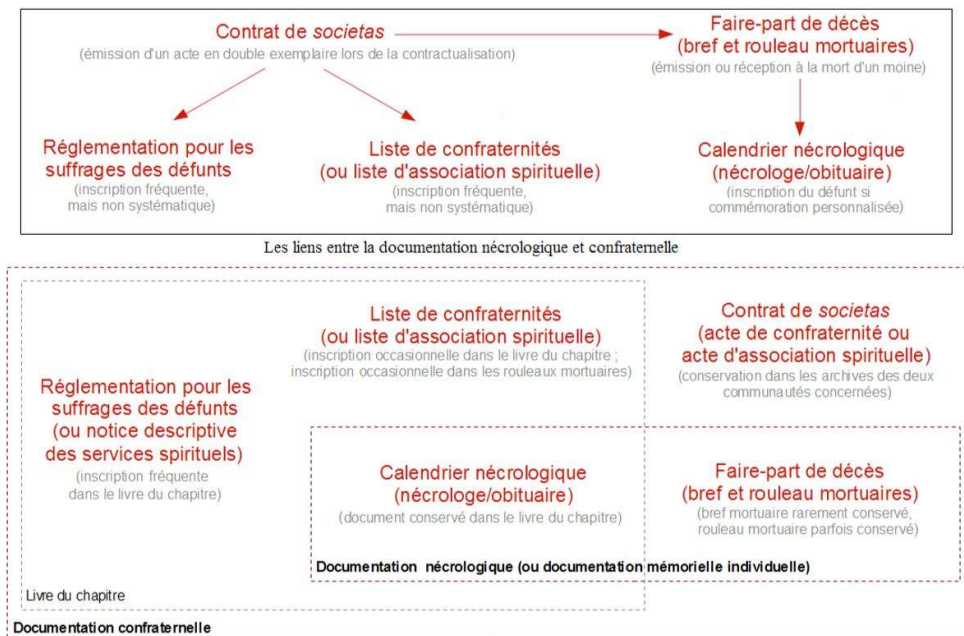 Contrat de societas
(émission d'un acte en double exemplaire lors de la contractualisation)
Faire-part de décès
(bref et rouleau mortuaires)
(émission ou réception à la mort d'un moine)
Réglementation pour les
suffrages des défunts
(inscription fréquente,
mais non systématique)
Liste de confraternités
(ou liste d'association spirituelle)
(inscription fréquente,
mais non systématique)
Calendrier nécrologique
(nécrologe/obituaire)
(inscription du défunt si
commémoration personnalisée)
Les liens entre la documentation nécrologique et confraternelle
Liste de confraternités
(ou liste d'association spirituelle)
(inscription occasionnelle dans le livre du chapitre ;
inscription occasionnelle dans les rouleaux mortuaires)
Contrat de societas
(acte de confraternité ou
acte d'association spirituelle)
(conservation dans les archives des deux
communautés concernées)
Réglementation pour les
suffrages des défunts
(ou notice descriptive
des services spirituels)
(inscription fréquente
dans le livre du chapitre)
Calendrier nécrologique
(nécrologe/obituaire)
(document conservé dans le livre du chapitre)
Faire-part de décès
(bref et rouleau mortuaires)
(bref mortuaire rarement conservé,
rouleau mortuaire parfois conservé)
Documentation nécrologique (ou documentation mémorielle individuelle)
Livre du chapitre
Documentation confraternelle